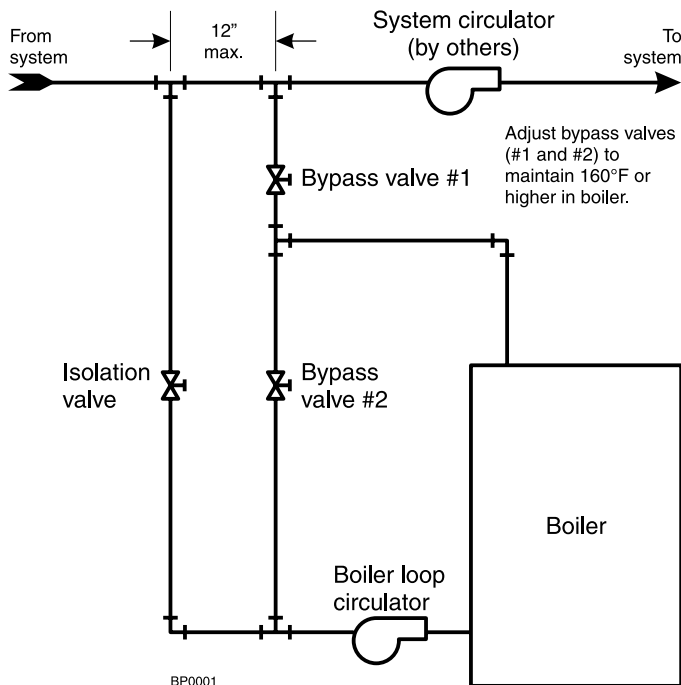 From
system
12”
max.
System circulator
(by others)
To
system
Adjust bypass valves
(#1 and #2) to
maintain 160°F or
higher in boiler.
Bypass valve #1
Isolation
valve
Bypass
valve #2
Boiler
Boiler loop
circulator
BP0001